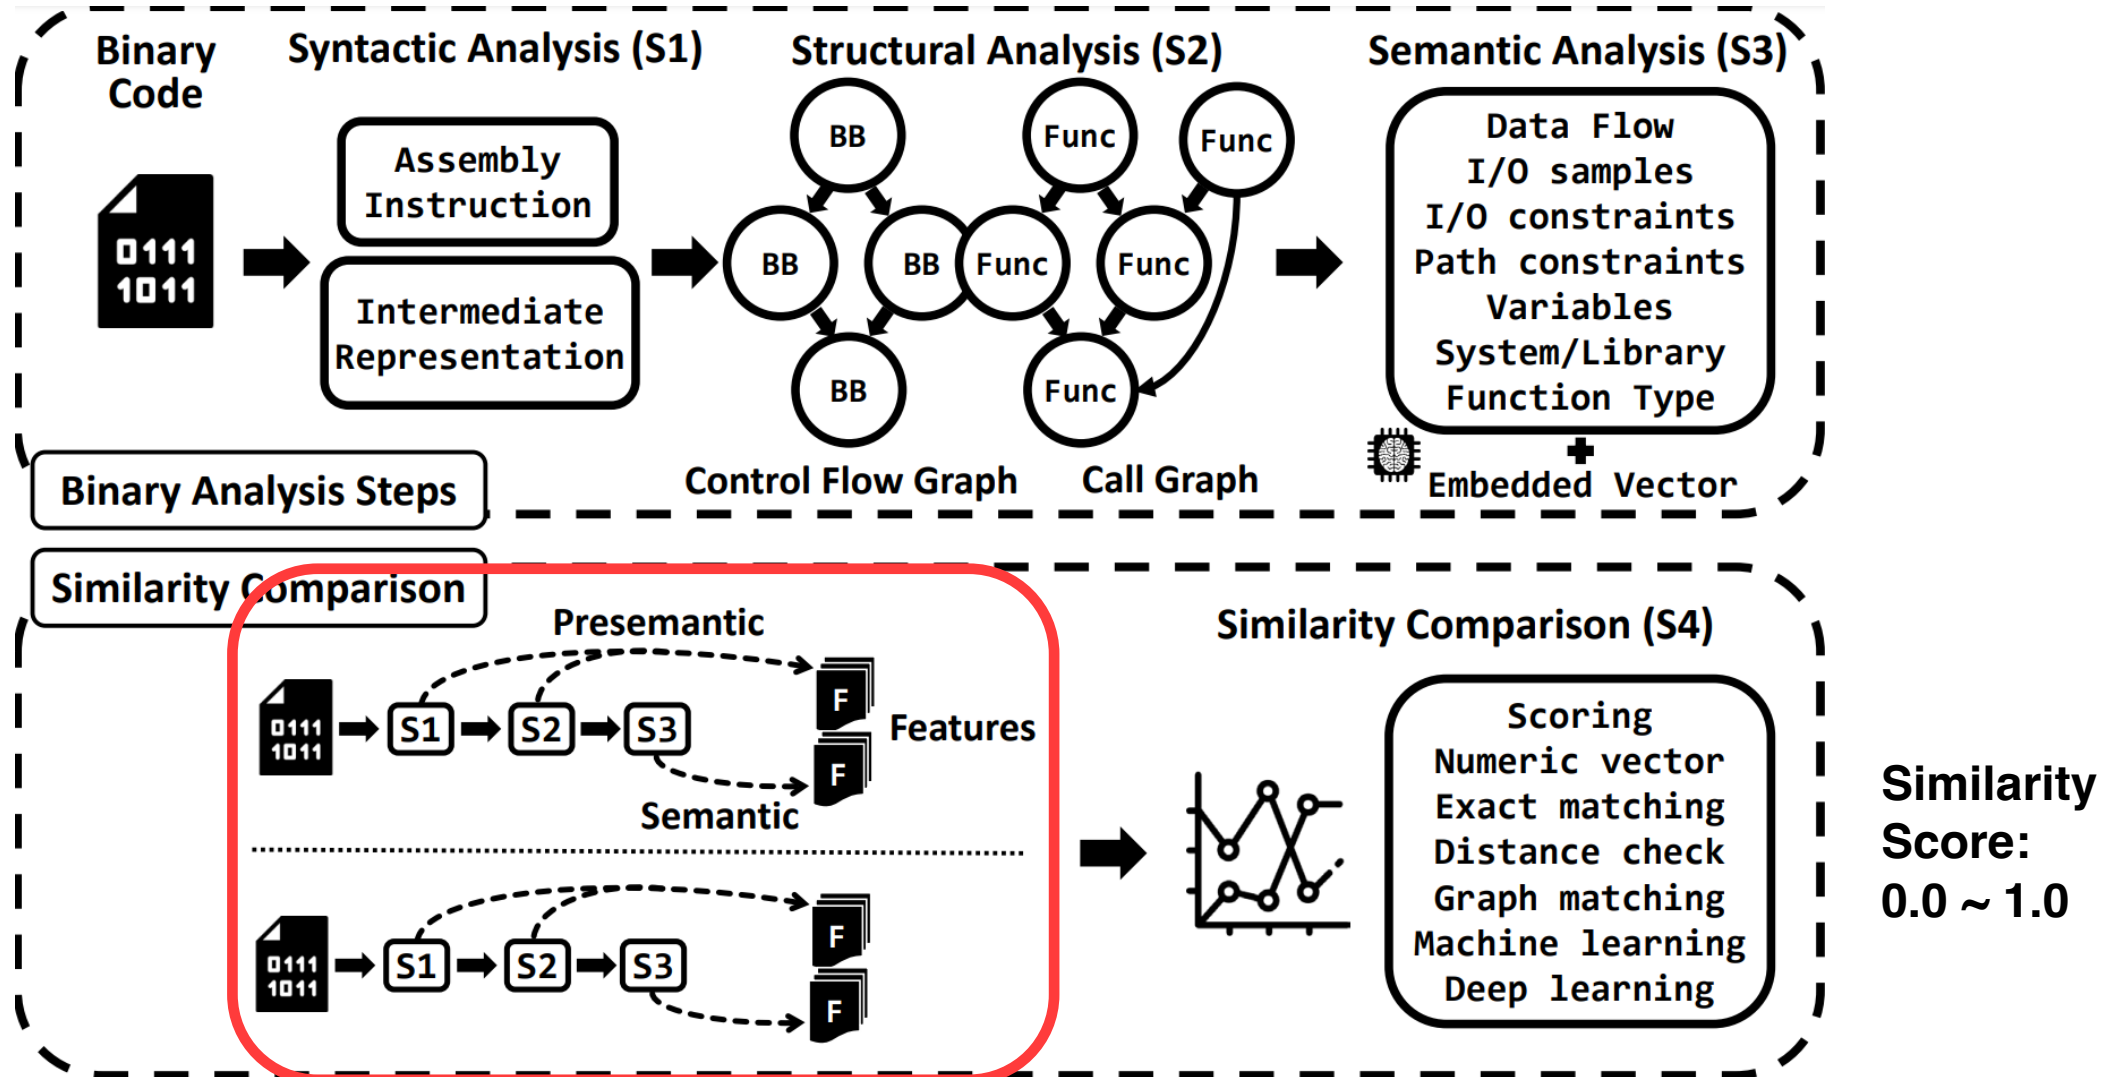 Binary
Code
Syntactic Analysis (S1)
Structural Analysis (S2)
Semantic Analysis (S3)
0111
1011
Assembly
Instruction
Intermediate
Representation
BB
BB
BB
BB
Func
Func
Func
Func
Func
Control Flow Graph
Call Graph
Data Flow
I/O samples
I/O constraints
Path constraints
Variables
System/Library
Function Type
Embedded Vector
Binary Analysis Steps
Similarity Comparison
Presemantic
0111
1011
S1
S2
S3
F
F
Features
Semantic
0111
1011
S1
S2
S3
F
F
Similarity Comparison (S4)
Scoring
Numeric vector
Exact matching
Distance check
Graph matching
Machine learning
Deep learning
Similarity
Score:
0.0 ~ 1.0